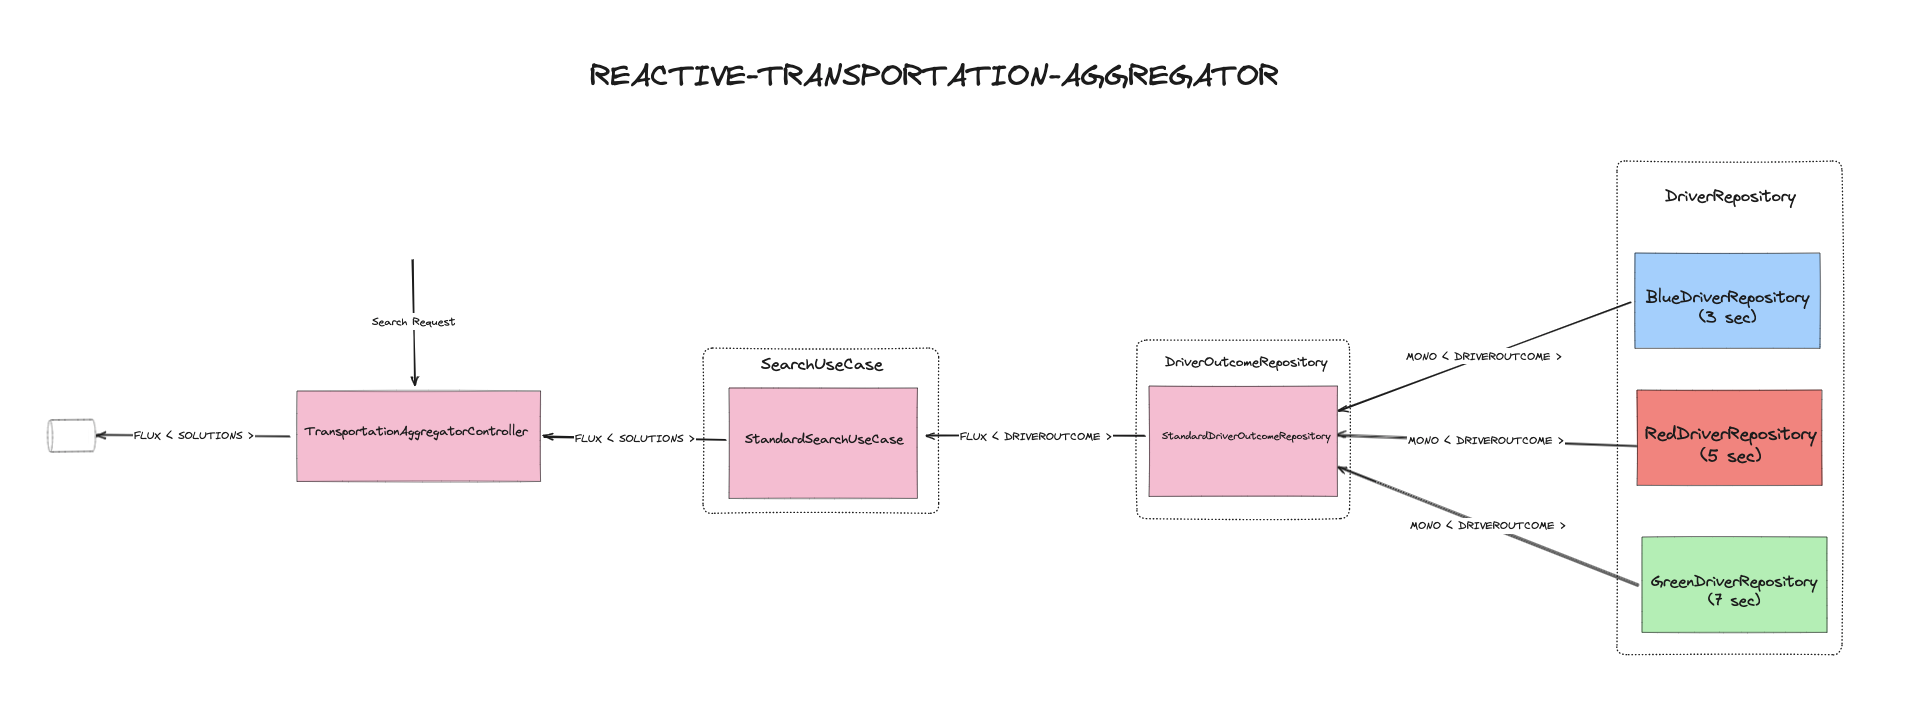 REACTIVE-TRANSPORTATION-AGGREGATOR
DriverRepository
BlueDriverRepository
(3 sec)
Search Request
MONO < DRIVEROUTCOME >
SearchUseCase
DriverOutcomeRepository
FLUX < SOLUTIONS >
TransportationAggregatorController
FLUX < SOLUTIONS >
StandardSearchUseCase
FLUX < DRIVEROUTCOME >
StandardDriverOutcomeRepository
MONO < DRIVEROUTCOME >
RedDriverRepository
(5 sec)
MONO < DRIVEROUTCOME >
GreenDriverRepository
(7 sec)